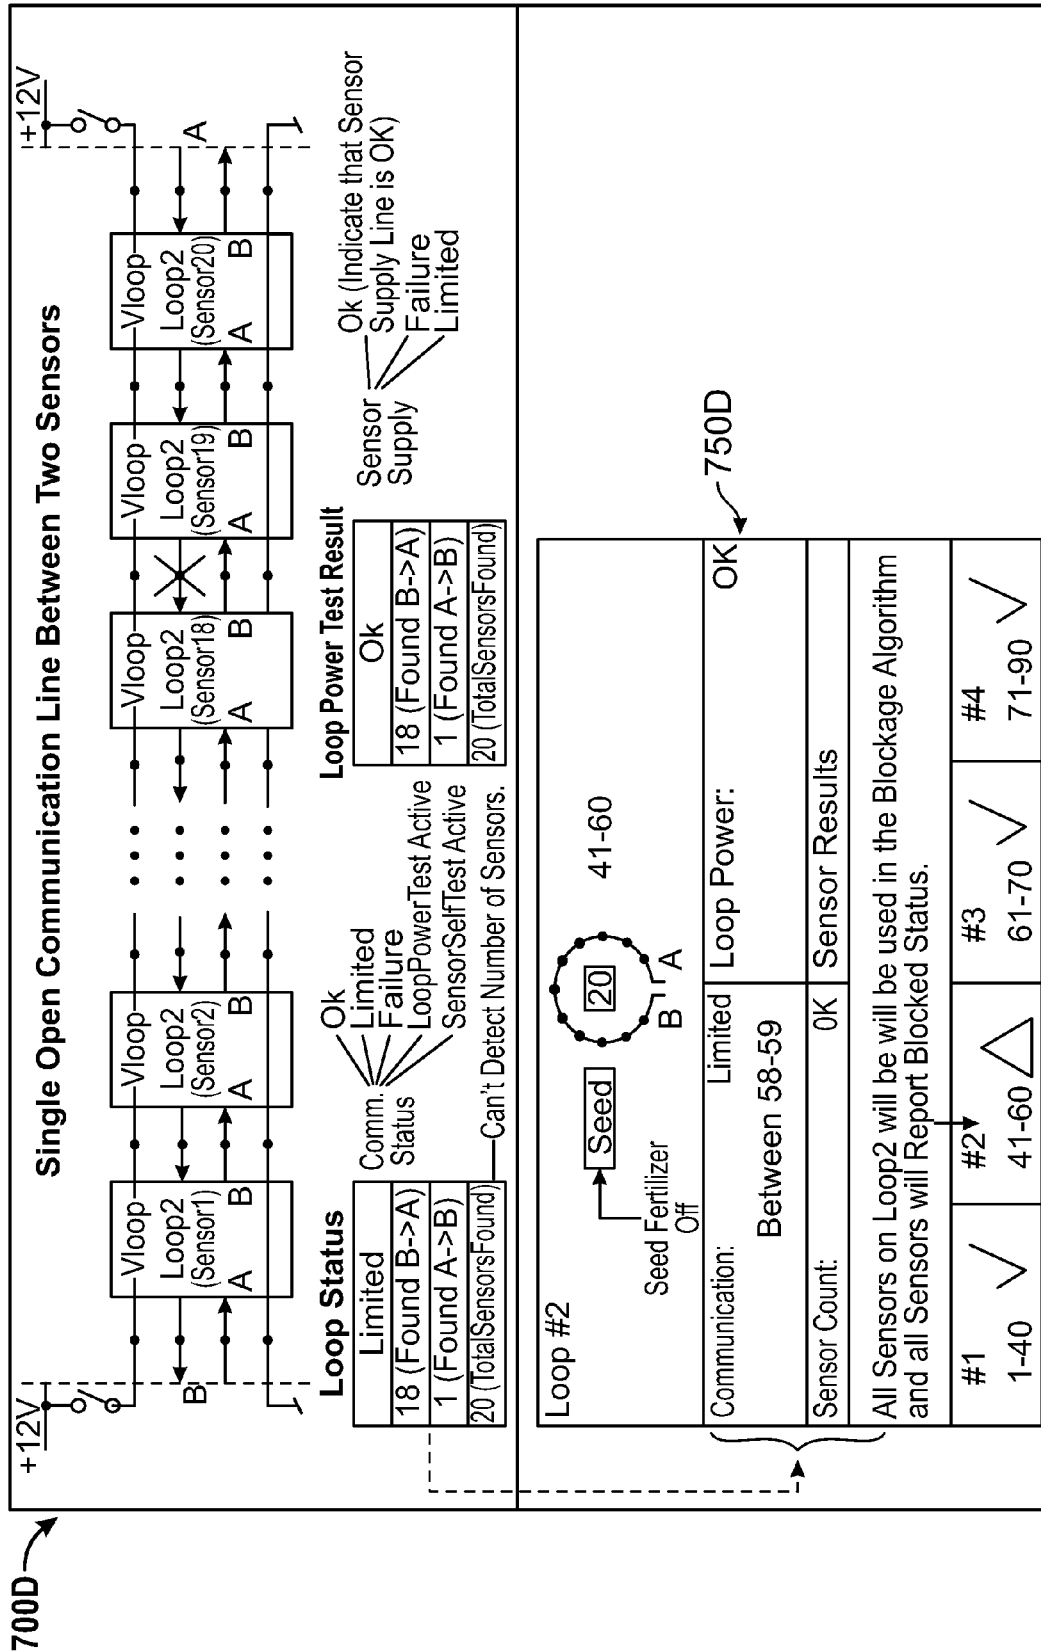 700D
Single Open Communication Line Between Two Sensors
+12V
+12V
B
Vloop
Loop2
(Sensor1)
A
B
Vloop
Loop2
(Sensor2)
A
B
Vloop
Loop2
(Sensor18)
A
B
Vloop
Loop2
(Sensor19)
A
B
Vloop
Loop2
(Sensor20)
A
B
A
Loop Status
Limited
18 (Found B->A)
1 (Found A->B)
20 (TotalSensorsFound)
Comm.
Status
Ok
Limited
Failure
LoopPowerTest Active
SensorSelfTest Active
Can't Detect Number of Sensors.
Loop Power Test Result
Ok
18 (Found B->A)
1 (Found A->B)
20 (TotalSensorsFound)
Sensor
Supply
Ok (Indicate that Sensor
Supply Line is OK)
Failure
Limited
Loop #2
Seed
Seed Fertilizer
Off
20
B A
41-60
750D
Communication: Limited
Between 58-59
Loop Power: OK
Sensor Count: OK
Sensor Results
All Sensors on Loop2 will be will be used in the Blockage Algorithm
and all Sensors will Report Blocked Status.
#1
1-40
#2
41-60
#3
61-70
#4
71-90